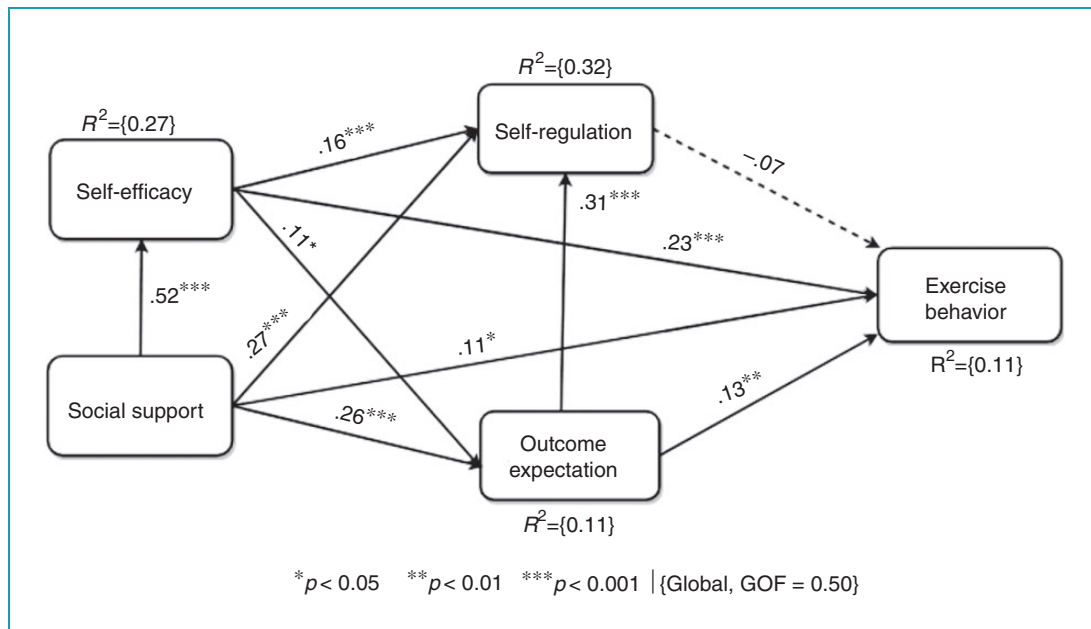 R²={0.32}
R²={0.27}
Self-regulation
.16***
–.07
Self-efficacy
.31***
.11*
.23***
.52***
Exercise
behavior
.27***
.11*
R²={0.11}
.13**
Social support
.26***
Outcome
expectation
R²={0.11}
*p< 0.05 **p< 0.01 ***p< 0.001 |{Global, GOF = 0.50}